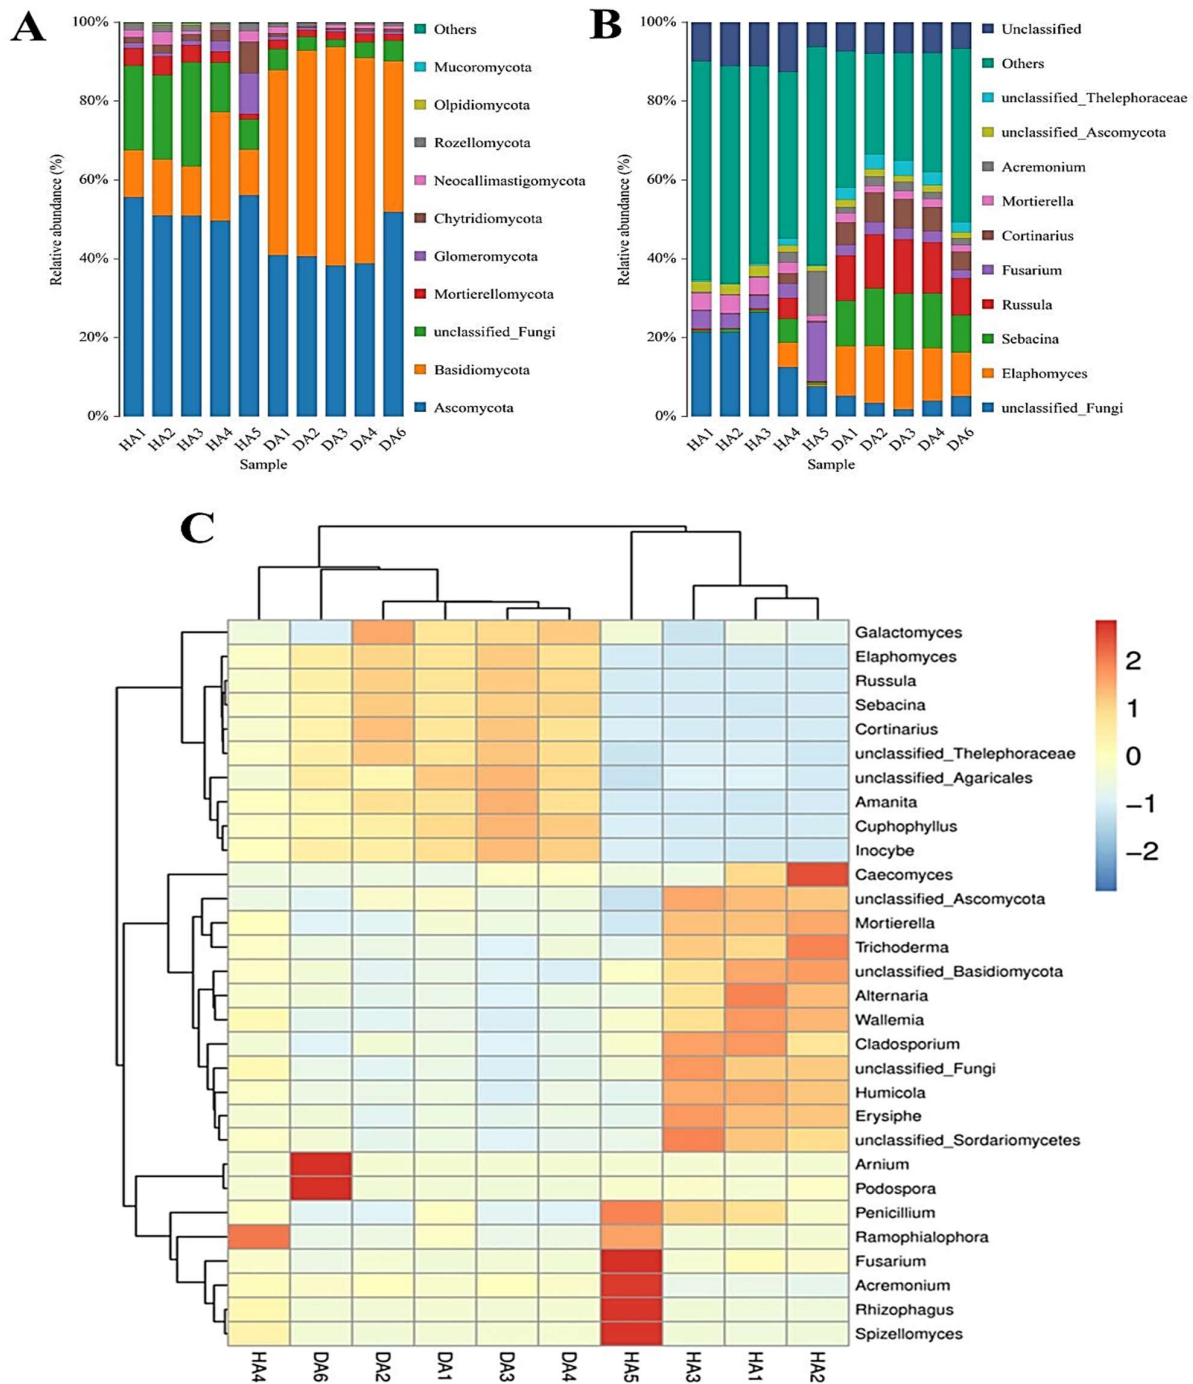 A
Relative abundance (%)
100%
80%
60%
40%
20%
0%
HA1 HA2 HA3 HA4 HA5 DA1 DA2 DA3 DA4 DA6
Sample
Others
Mucoromycota
Olpidiomycota
Rozellomycota
Neocallimastigomycota
Chytridiomycota
Glomeromycota
Mortierellomycota
unclassified_Fungi
Basidiomycota
Ascomycota
B
Relative abundance (%)
100%
80%
60%
40%
20%
0%
HA1 HA2 HA3 HA4 HA5 DA1 DA2 DA3 DA4 DA6
Sample
Unclassified
Others
unclassified_Thelephoraceae
unclassified_Ascomycota
Acremonium
Mortierella
Cortinarius
Fusarium
Russula
Sebacina
Elaphomyces
unclassified_Fungi
C
Galactomyces
Elaphomyces
Russula
Sebacina
Cortinarius
unclassified_Thelephoraceae
unclassified_Agaricales
Amanita
Cuphophyllus
Inocybe
Caecomyces
unclassified_Ascomycota
Mortierella
Trichoderma
unclassified_Basidiomycota
Alternaria
Wallemia
Cladosporium
unclassified_Fungi
Humicola
Erysiphe
unclassified_Sordariomycetes
Arnium
Podospora
Penicillium
Ramophialophora
Fusarium
Acremonium
Rhizophagus
Spizellomyces
HA4 DA6 DA2 DA1 DA3 DA4 HA5 HA3 HA1 HA2
2
1
0
−1
−2